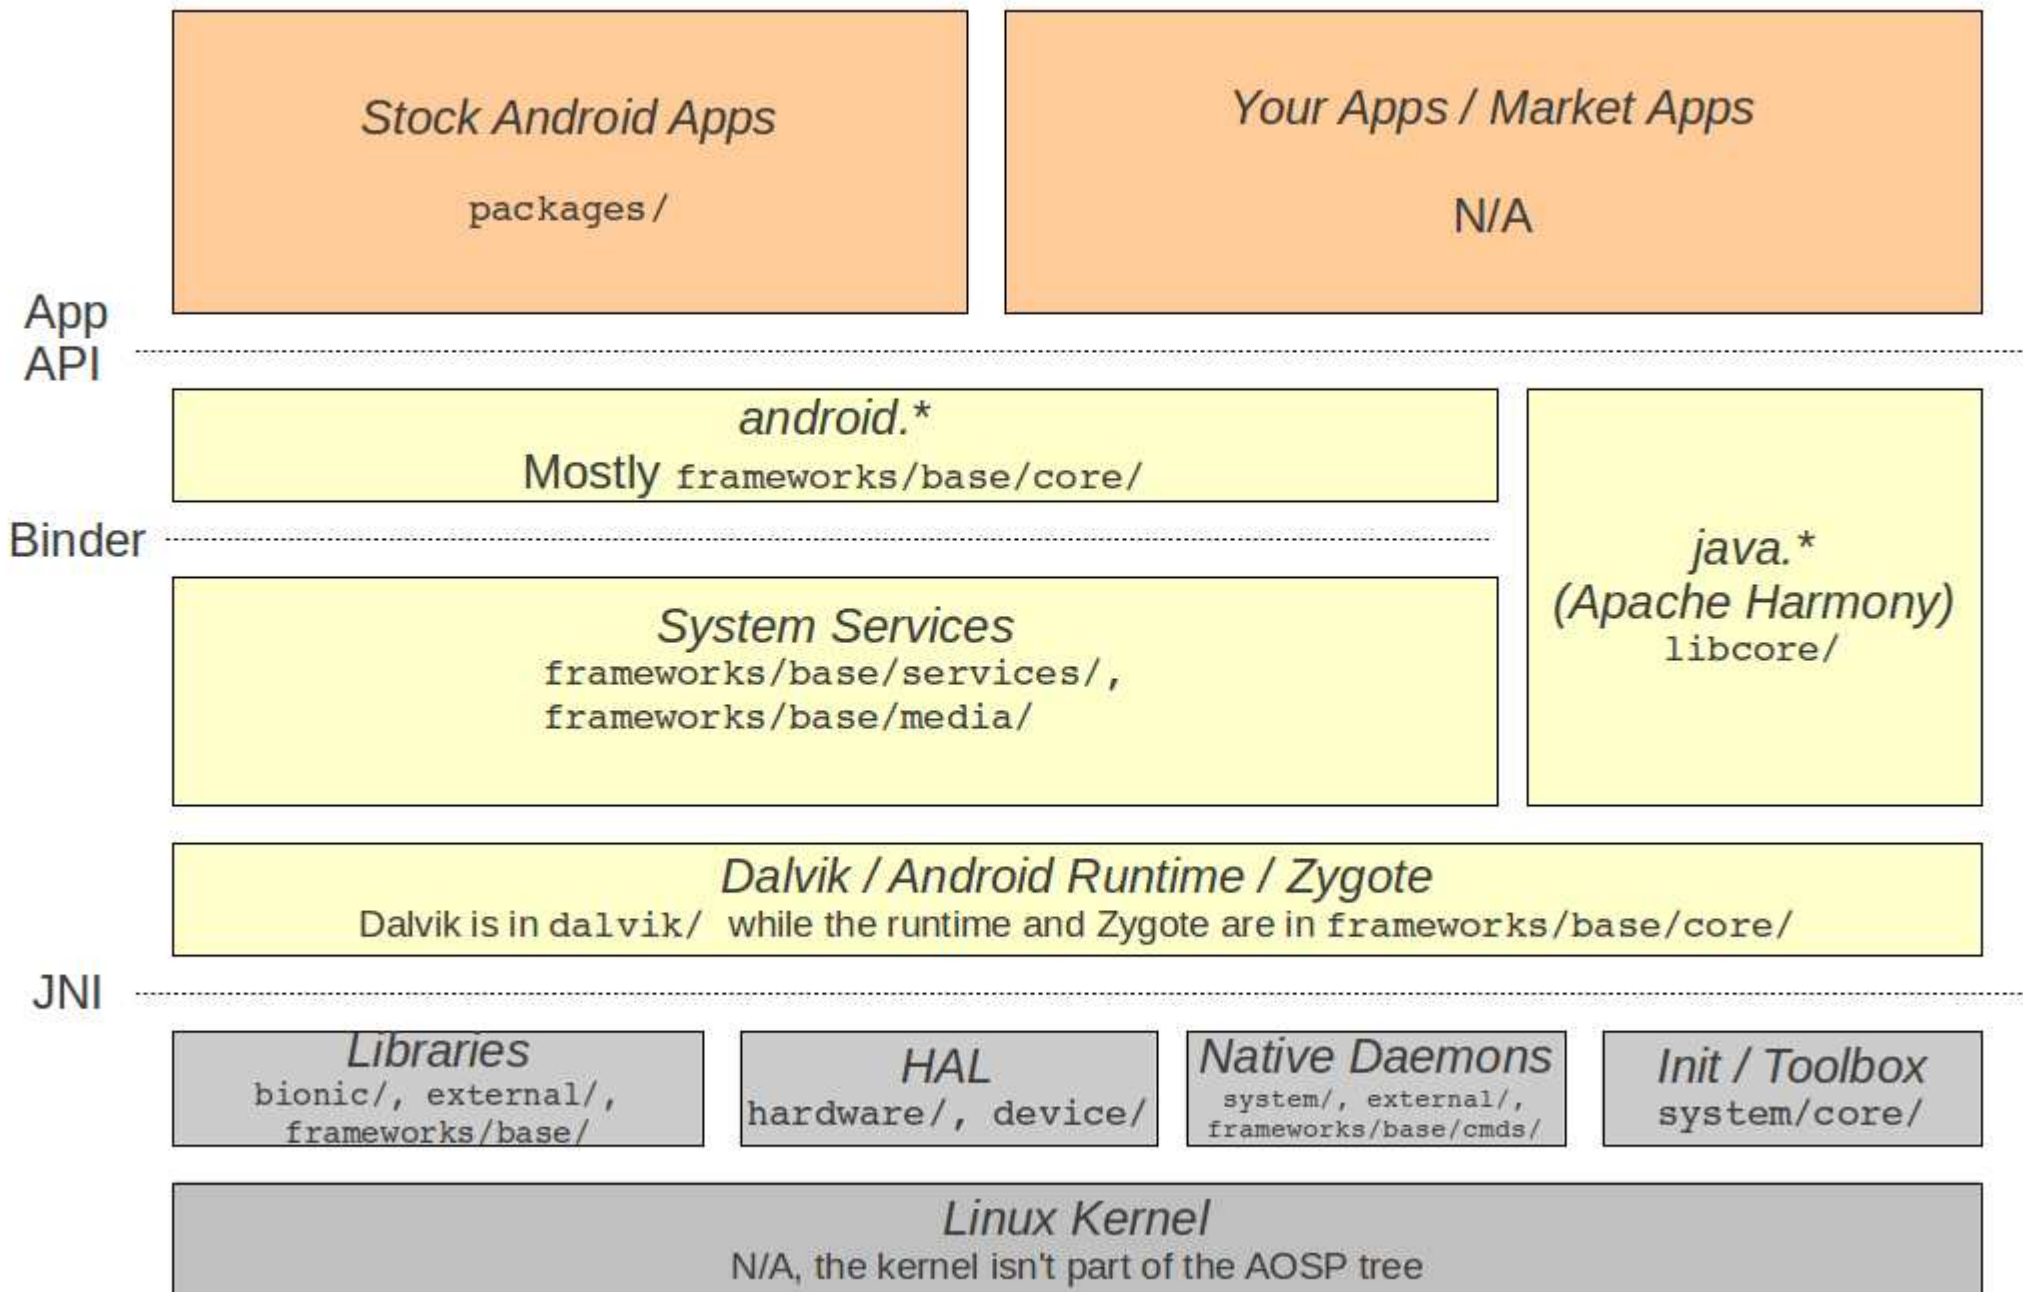 Stock Android Apps
packages/
Your Apps / Market Apps
N/A
App
API
android.*
Mostly frameworks/base/core/
Binder
java.*
(Apache Harmony)
libcore/
System Services
frameworks/base/services/,
frameworks/base/media/
Dalvik / Android Runtime / Zygote
Dalvik is in dalvik/ while the runtime and Zygote are in frameworks/base/core/
JNI
Libraries
bionic/, external/,
frameworks/base/
HAL
hardware/, device/
Native Daemons
system/, external/,
frameworks/base/cmds/
Init / Toolbox
system/core/
Linux Kernel
N/A, the kernel isn't part of the AOSP tree